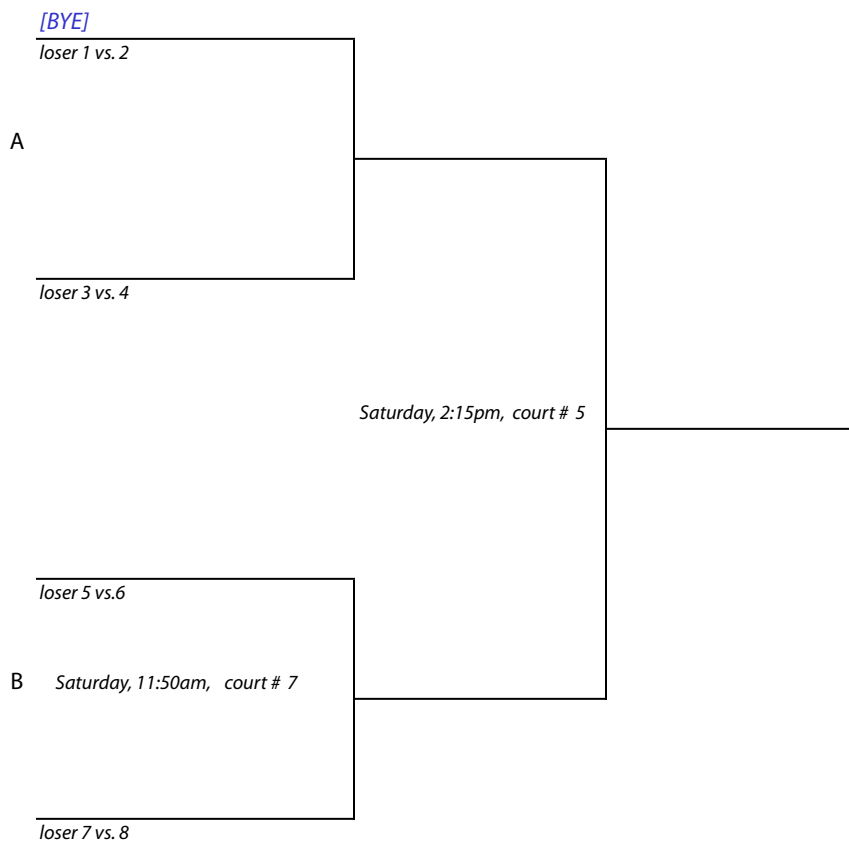 [BYE]
loser 1 vs. 2
A
loser 3 vs. 4
Saturday, 2:15pm, court # 5
loser 5 vs.6
B Saturday, 11:50am, court # 7
loser 7 vs. 8